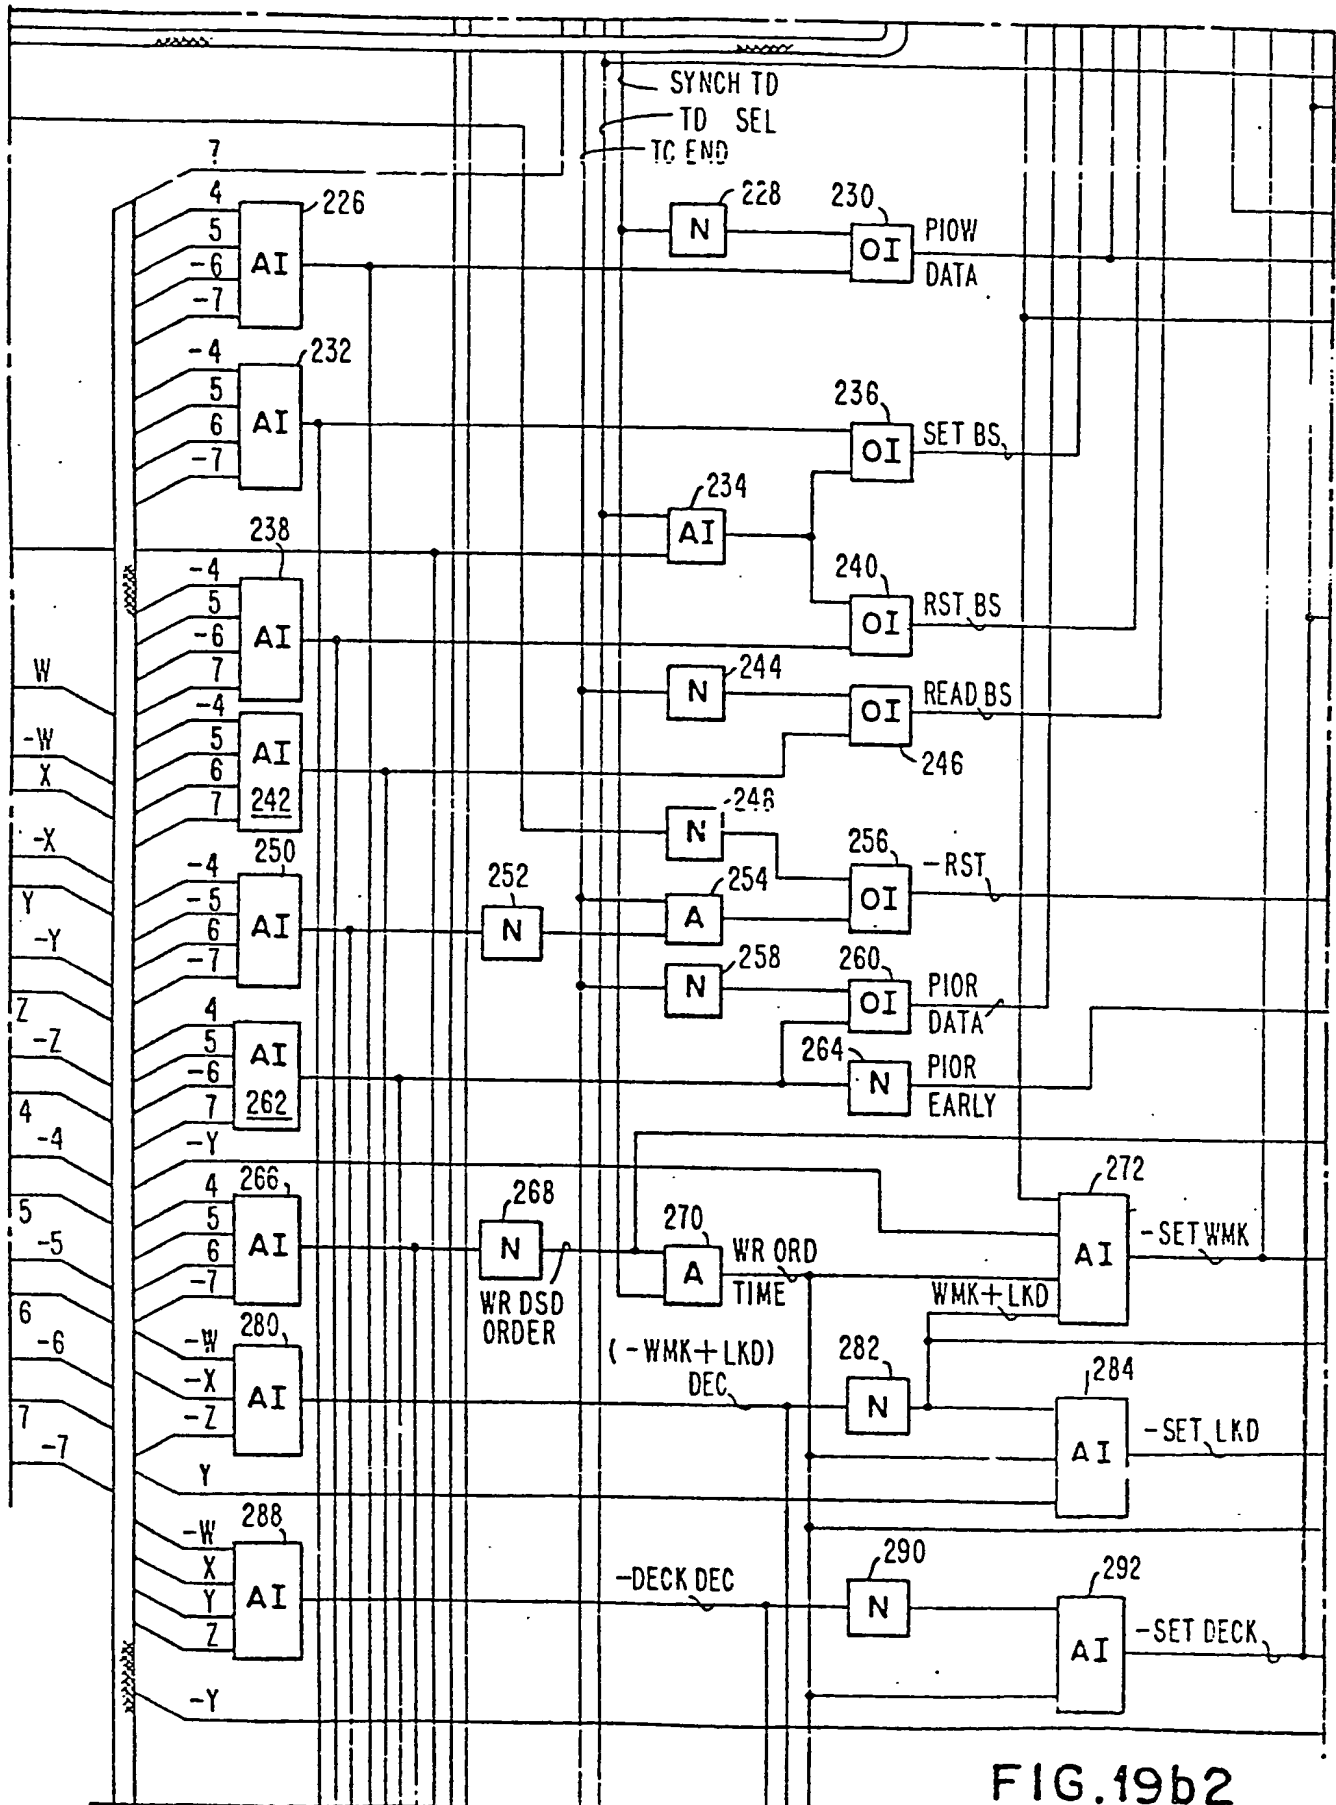 SYNCH TD
TD SEL
TC END
7
4
5
-6
-7
226
AI
228
N
230
OI
PIOW
DATA
-4
5
6
-7
232
AI
236
OI
SET BS
234
AI
238
-4
5
-6
7
AI
240
OI
RST BS
W
-W
X
-X
Y
-Y
Z
-Z
4
-4
5
-5
6
-6
7
-7
244
N
OI
READ BS
246
-4
5
6
7
AI
242
248
N
250
-4
-5
6
-7
AI
252
N
254
A
256
OI
-RST
258
N
260
OI
PIOR
DATA
4
5
-6
7
AI
262
264
N
PIOR
EARLY
-Y
266
4
5
6
-7
AI
268
N
WR DSD
ORDER
270
A
WR ORD
TIME
272
AI
-SET WMK
WMK+LKD
280
-W
-X
-Z
AI
(-WMK+LKD)
DEC
282
N
284
AI
-SET LKD
Y
288
-W
X
Y
Z
AI
-DECK DEC
290
N
292
AI
-SET DECK
-Y
FIG.19b2